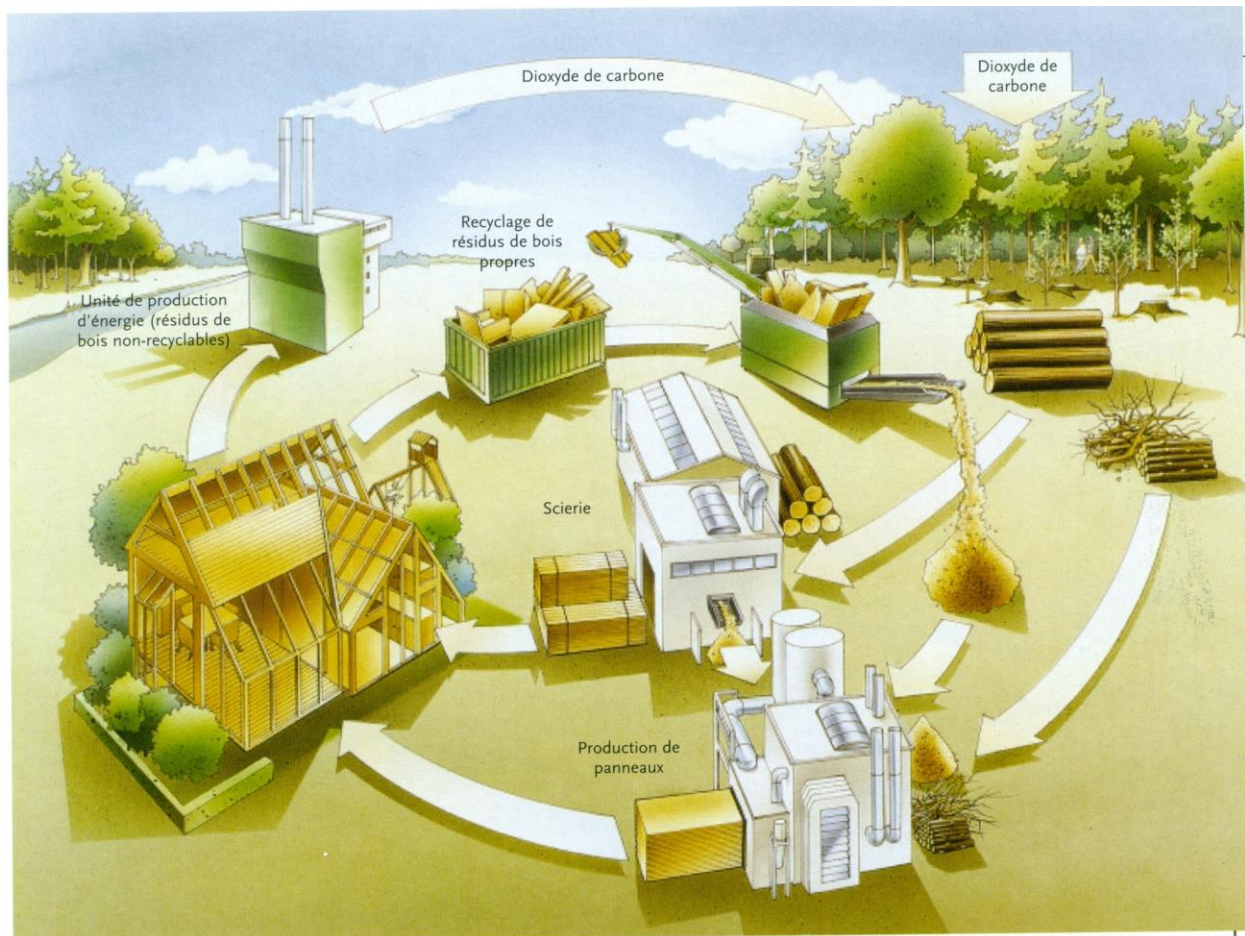 Dioxyde de carbone
Dioxyde de
carbone
Recyclage de
résidus de bois
propres
Unité de production
d'énergie (résidus de
bois non-recyclables)
Scierie
Production de
panneaux